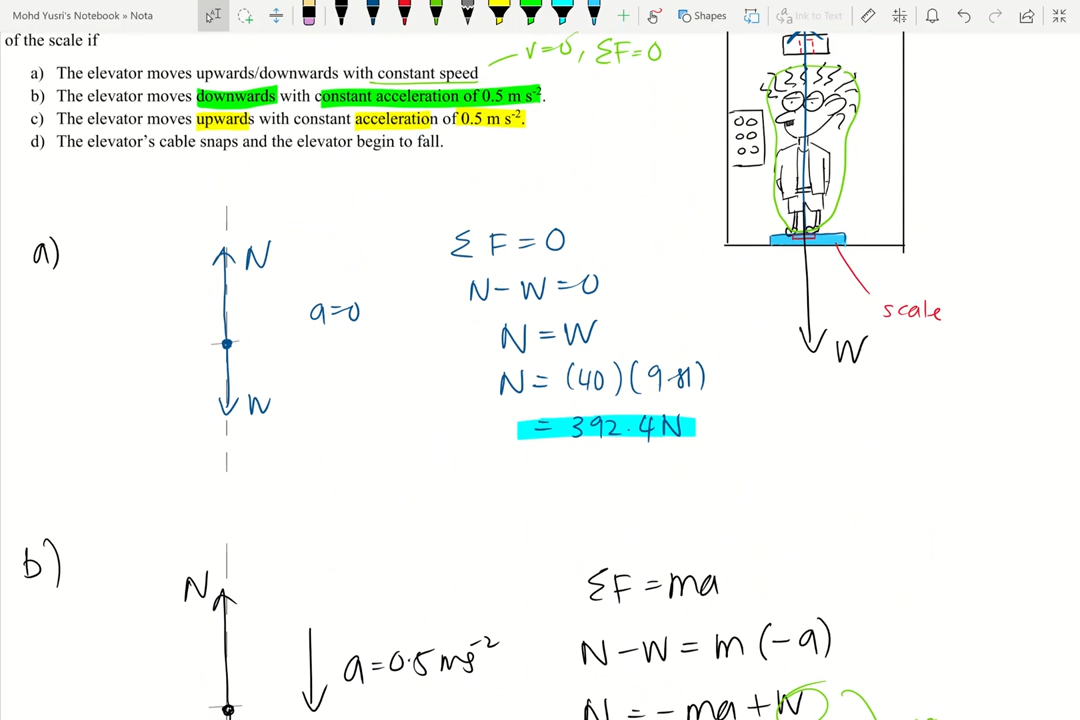 Mohd Yusri's Notebook » Nota
Shapes
Ink to Text
of the scale if
v=0, ΣF=0
a) The elevator moves upwards/downwards with constant speed
b) The elevator moves downwards with constant acceleration of 0.5 m s⁻².
c) The elevator moves upwards with constant acceleration of 0.5 m s⁻².
d) The elevator's cable snaps and the elevator begin to fall.
scale
W
a)
N
a=0
W
ΣF=0
N-W=0
N=W
N=(40)(9.81)
= 392.4N
b)
N
a=0.5ms⁻²
ΣF=ma
N-W=m(-a)
N=-ma+W